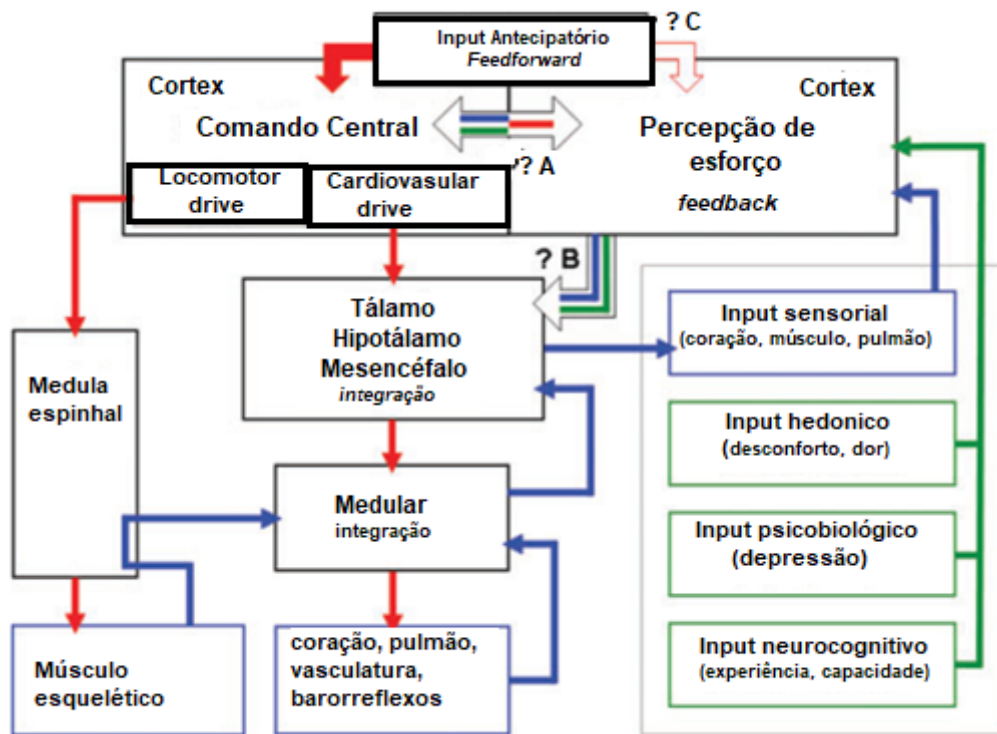 Input Antecipatório
Feedforward
? C
Cortex
Cortex
Comando Central
Percepção de
esforço
feedback
? A
Locomotor
drive
Cardiovasular
drive
? B
Tálamo
Hipotálamo
Mesencéfalo
integração
Input sensorial
(coração, músculo, pulmão)
Medula
espinhal
Input hedonico
(desconforto, dor)
Medular
integração
Input psicobiológico
(depressão)
Músculo
esquelético
coração, pulmão,
vasculatura,
barorreflexos
Input neurocognitivo
(experiência, capacidade)